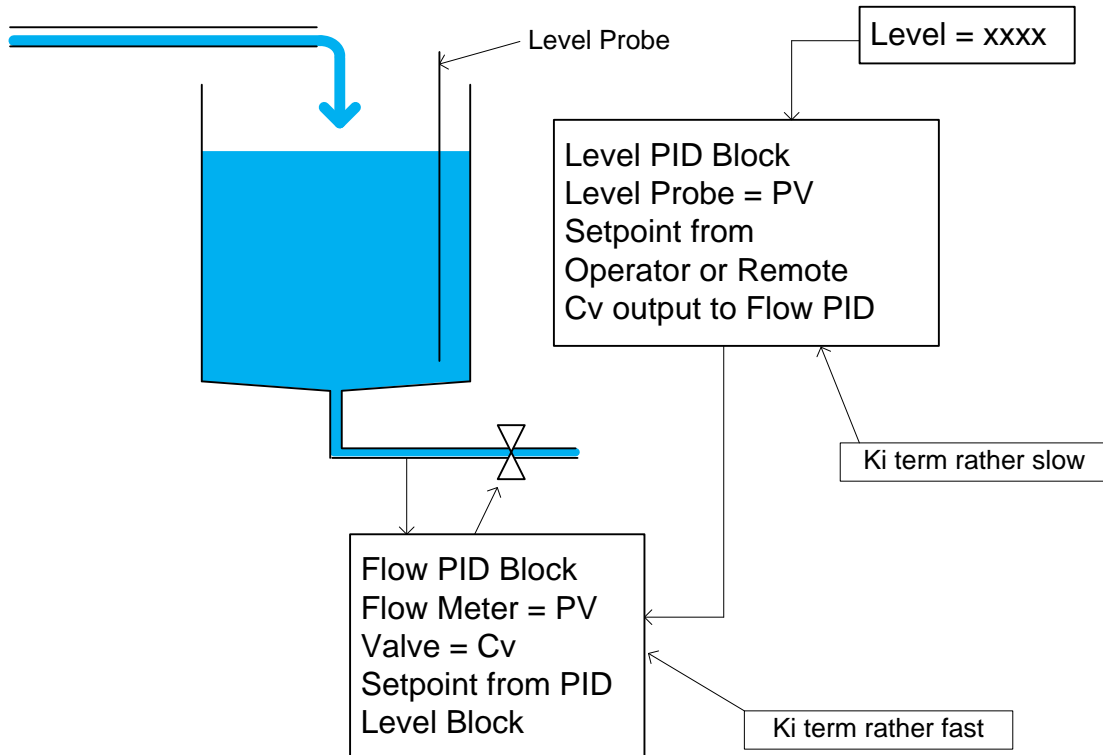 Level Probe
Level = xxxx
Level PID Block
Level Probe = PV
Setpoint from
Operator or Remote
Cv output to Flow PID
Ki term rather slow
Flow PID Block
Flow Meter = PV
Valve = Cv
Setpoint from PID
Level Block
Ki term rather fast